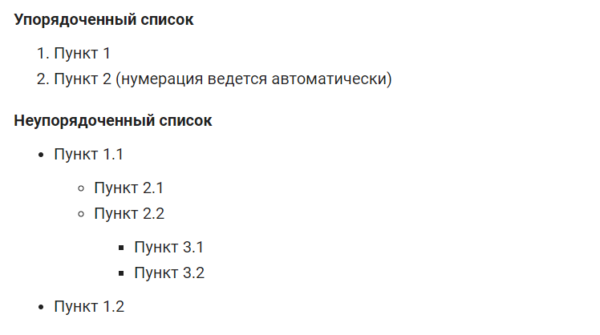 Упорядоченный список
1. Пункт 1
2. Пункт 2 (нумерация ведется автоматически)
Неупорядоченный список
• Пункт 1.1
◦ Пункт 2.1
◦ Пункт 2.2
▪ Пункт 3.1
▪ Пункт 3.2
• Пункт 1.2